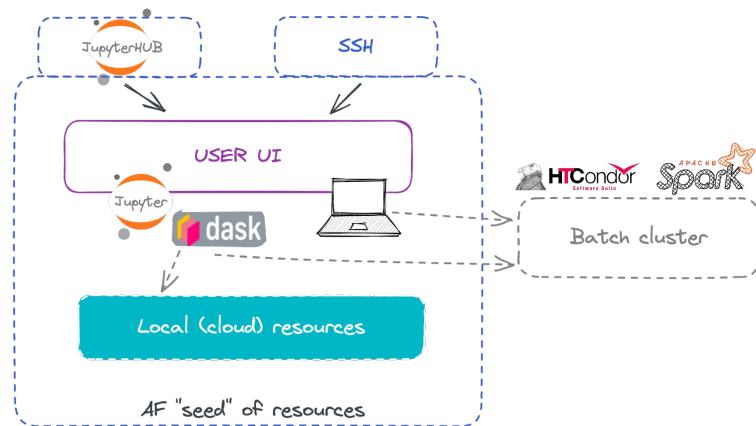 JupyterHUB
SSH
USER UI
Jupyter
dask
HTCondor
Software Suite
APACHE
Spark
Batch cluster
Local (cloud) resources
AF "seed" of resources